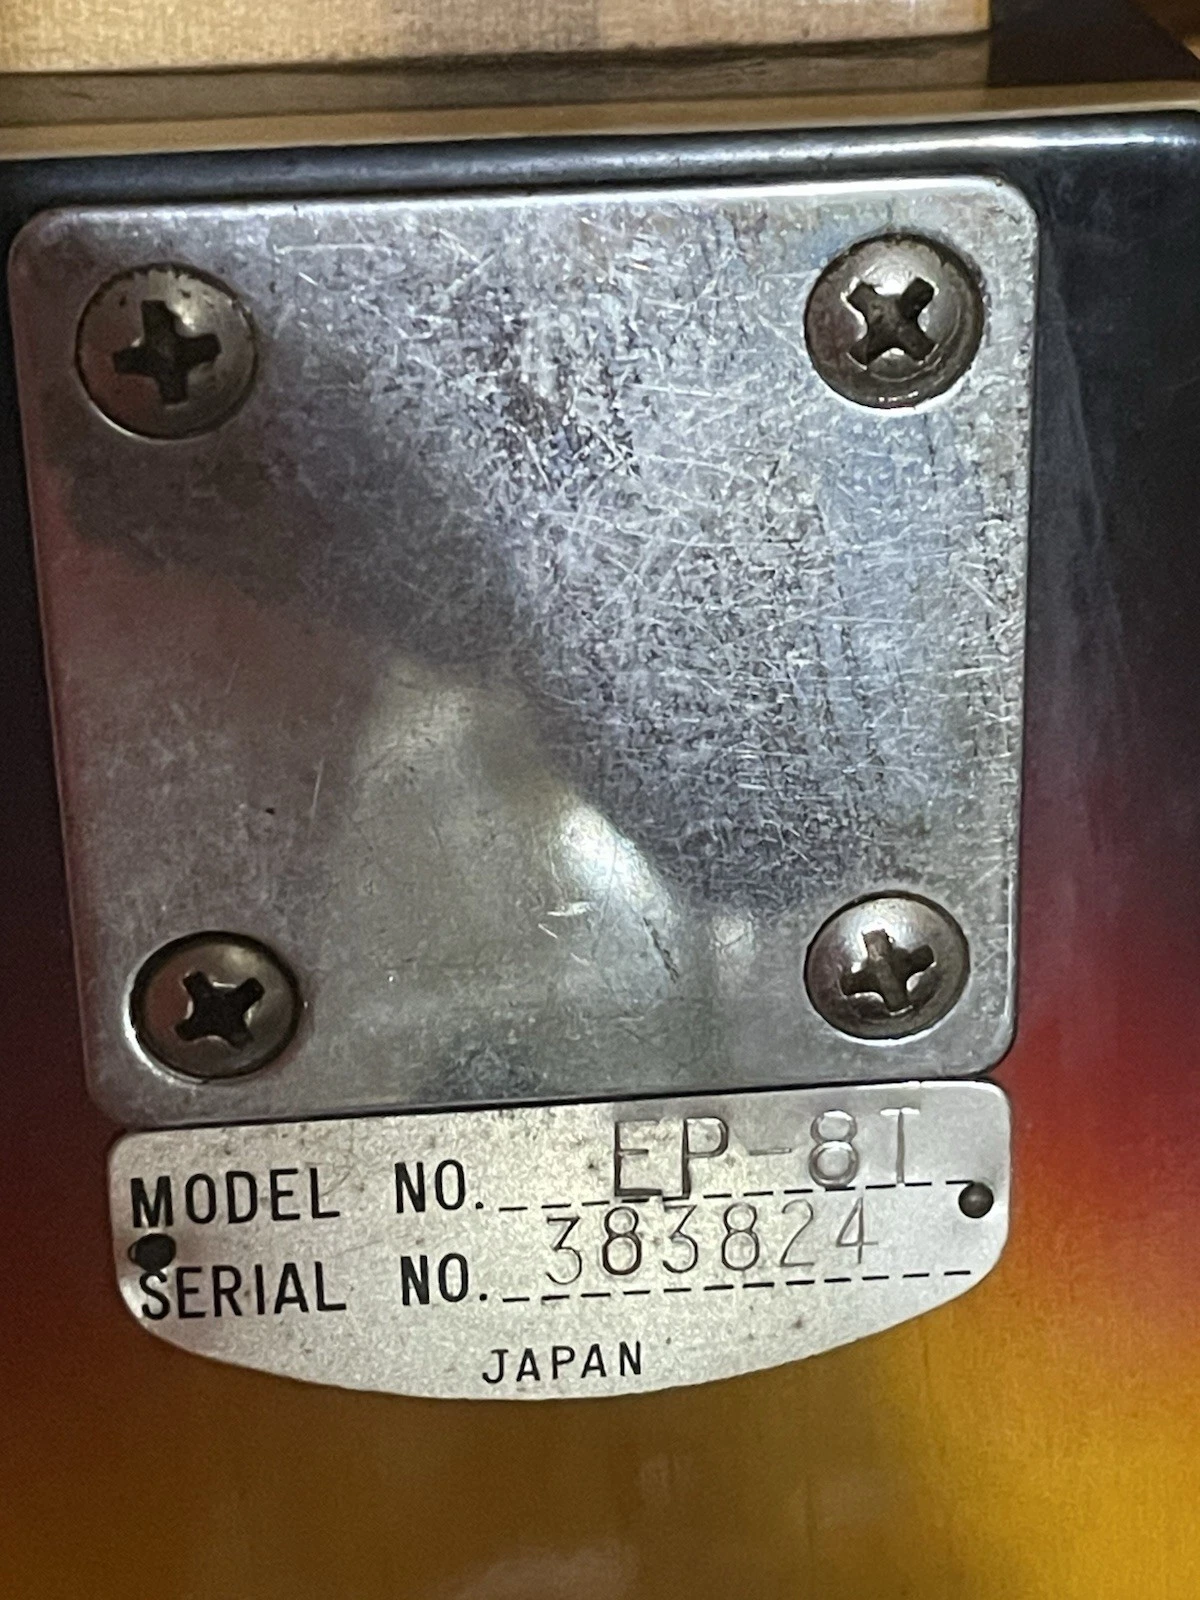 MODEL NO. EP-8T
SERIAL NO. 383824
JAPAN